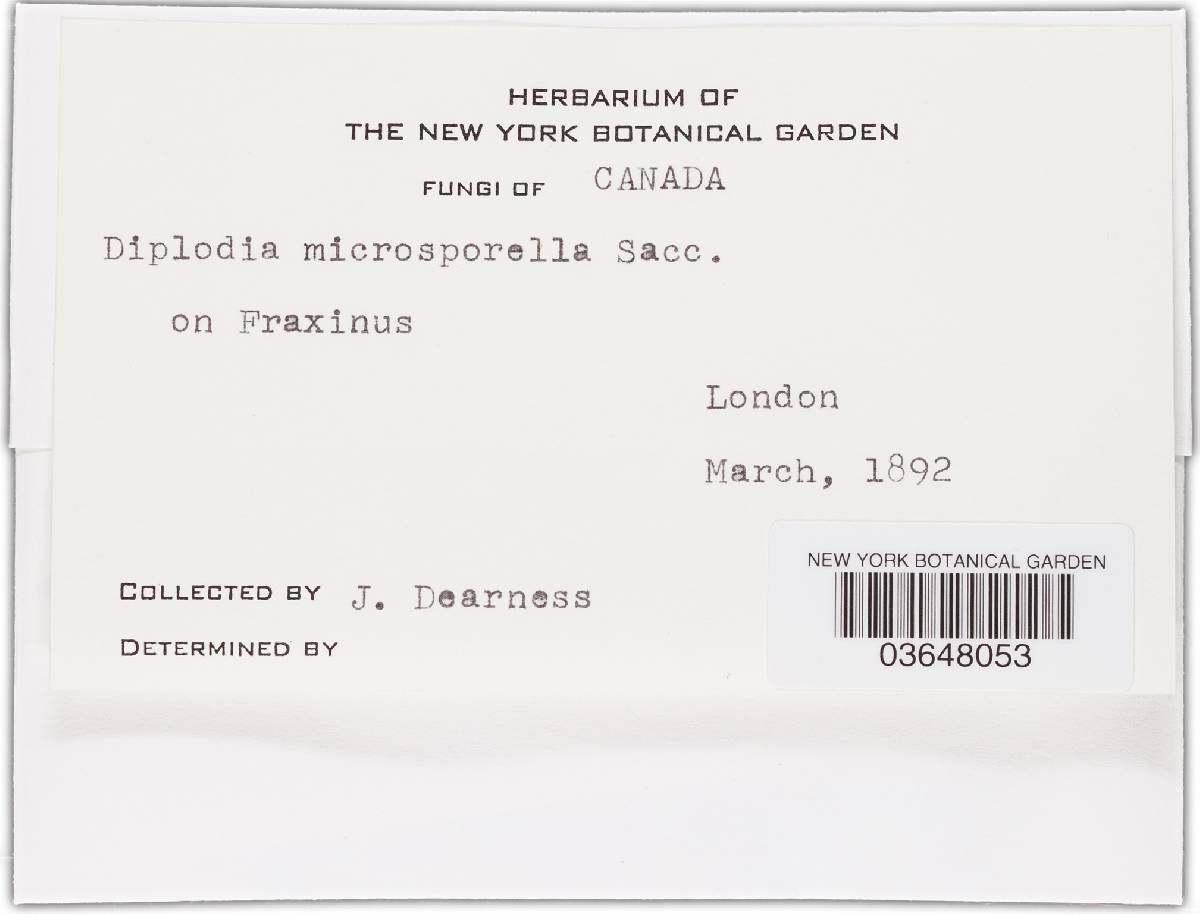 HERBARIUM OF
THE NEW YORK BOTANICAL GARDEN
FUNGI OF CANADA
Diplodia microsporella Sacc.
on Fraxinus
London
March, 1892
NEW YORK BOTANICAL GARDEN
03648053
COLLECTED BY J. Dearness
DETERMINED BY